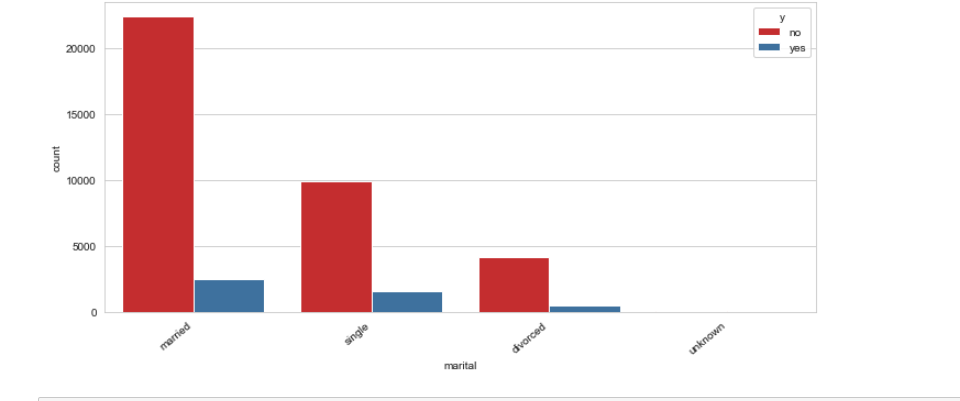 y
no
yes
20000
15000
10000
5000
0
count
married
single
divorced
unknown
marital